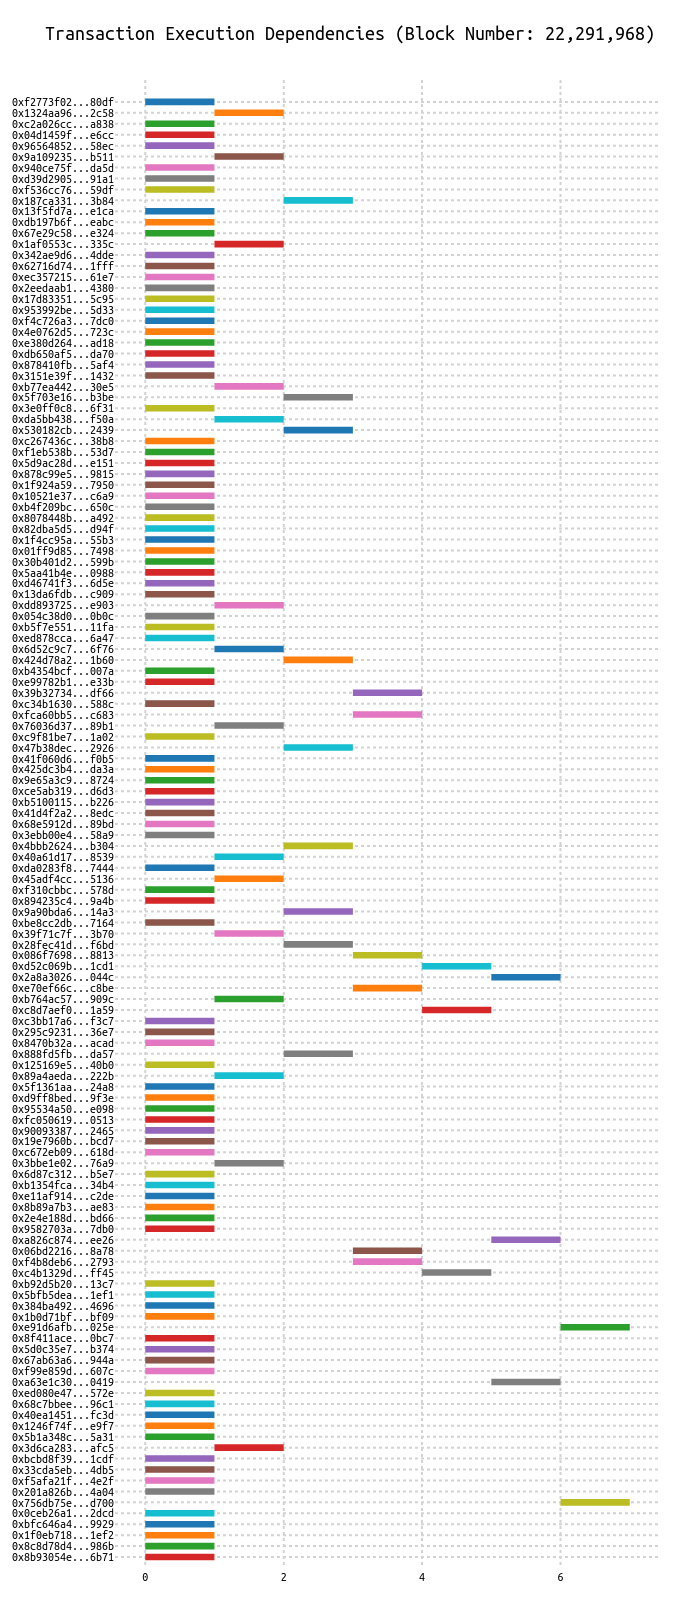 Transaction Execution Dependencies (Block Number: 22,291,968)
0xf2773f02...80df
0x1324aa96...2c58
0xc2a026cc...a838
0x04d1459f...e6cc
0x96564852...58ec
0x9a109235...b511
0x940ce75f...da5d
0xd39d2905...91a1
0xf536cc76...59df
0x187ca331...3b84
0x13f5fd7a...e1ca
0xdb197b6f...eabc
0x67e29c58...e324
0x1af0553c...335c
0x342ae9d6...4dde
0x62716d74...1fff
0xec357215...61e7
0x2eedaab1...4380
0x17d83351...5c95
0x953992be...5d33
0xf4c726a3...7dc0
0x4e0762d5...723c
0xe380d264...ad18
0xdb650af5...da70
0x878410fb...5af4
0x3151e39f...1432
0xb77ea442...30e5
0x5f703e16...b3be
0x3e0ff0c8...6f31
0xda5bb438...f50a
0x530182cb...2439
0xc267436c...38b8
0xf1eb538b...53d7
0x5d9ac28d...e151
0x878c99e5...9815
0x1f924a59...7950
0x10521e37...c6a9
0xb4f209bc...650c
0x8078448b...a492
0x82dba5d5...d94f
0x1f4cc95a...55b3
0x01ff9d85...7498
0x30b401d2...599b
0x5aa41b4e...0988
0xd46741f3...6d5e
0x13da6fdb...c909
0xdd893725...e903
0x054c38d0...0b0c
0xb5f7e551...11fa
0xed878cca...6a47
0x6d52c9c7...6f76
0x424d78a2...1b60
0xb4354bcf...007a
0xe99782b1...e33b
0x39b32734...df66
0xc34b1630...588c
0xfca60bb5...c683
0x76036d37...89b1
0xc9f81be7...1a02
0x47b38dec...2926
0x41f060d6...f0b5
0x425dc3b4...da3a
0x9e65a3c9...8724
0xce5ab319...d6d3
0xb5100115...b226
0x41d4f2a2...8edc
0x68e5912d...89bd
0x3ebb00e4...58a9
0x4bbb2624...b304
0x40a61d17...8539
0xda0283f8...7444
0x45adf4cc...5136
0xf310cbbc...578d
0x894235c4...9a4b
0x9a90bda6...14a3
0xbe8cc2db...7164
0x39f71c7f...3b70
0x28fec41d...f6bd
0x086f7698...8813
0xd52c069b...1cd1
0x2a8a3026...044c
0xe70ef66c...c8be
0xb764ac57...909c
0xc8d7aef0...1a59
0xc3bb17a6...f3c7
0x295c9231...36e7
0x8470b32a...acad
0x888fd5fb...da57
0x125169e5...40b0
0x89a4aeda...222b
0x5f1361aa...24a8
0xd9ff8bed...9f3e
0x95534a50...e098
0xfc050619...0513
0x90093387...2465
0x19e7960b...bcd7
0xc672eb09...618d
0x3bbe1e02...76a9
0x6d87c312...b5e7
0xb1354fca...34b4
0xe11af914...c2de
0x8b89a7b3...ae83
0x2e4e188d...bd66
0x9582703a...7db0
0xa826c874...ee26
0x06bd2216...8a78
0xf4b8deb6...2793
0xc4b1329d...ff45
0xb92d5b20...13c7
0x5bfb5dea...1ef1
0x384ba492...4696
0x1b0d71bf...bf09
0xe91d6afb...025e
0x8f411ace...0bc7
0x5d0c35e7...b374
0x67ab63a6...944a
0xf99e859d...607c
0xa63e1c30...0419
0xed080e47...572e
0x68c7bbee...96c1
0x40ea1451...fc3d
0x1246f74f...e9f7
0x5b1a348c...5a31
0x3d6ca283...afc5
0xbcbd8f39...1cdf
0x33cda5eb...4db5
0xf5afa21f...4e2f
0x201a826b...4a04
0x756db75e...d700
0x0ceb26a1...2dcd
0xbfc646a4...9929
0x1f0eb718...1ef2
0x8c8d78d4...986b
0x8b93054e...6b71
0 2 4 6